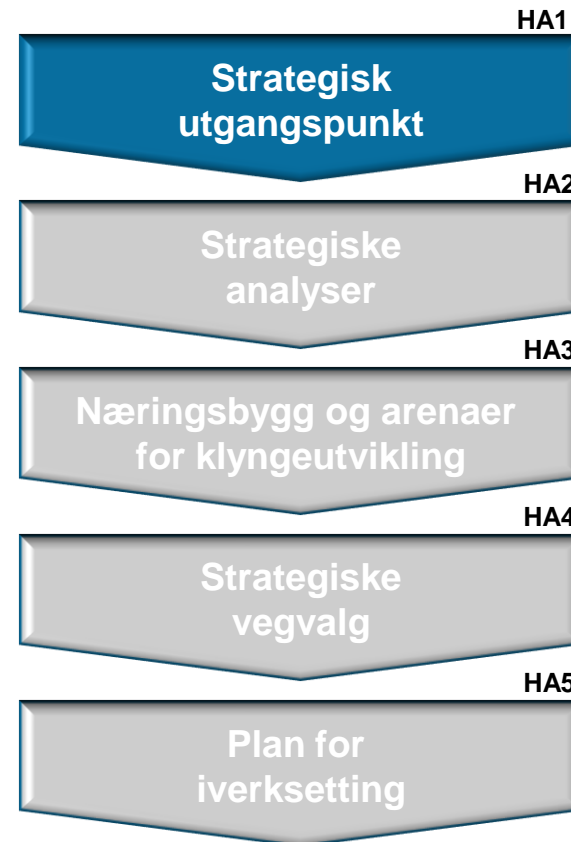 HA1
Strategisk
utgangspunkt
HA2
Strategiske
analyser
HA3
Næringsbygg og arenaer
for klyngeutvikling
HA4
Strategiske
vegvalg
HA5
Plan for
iverksetting